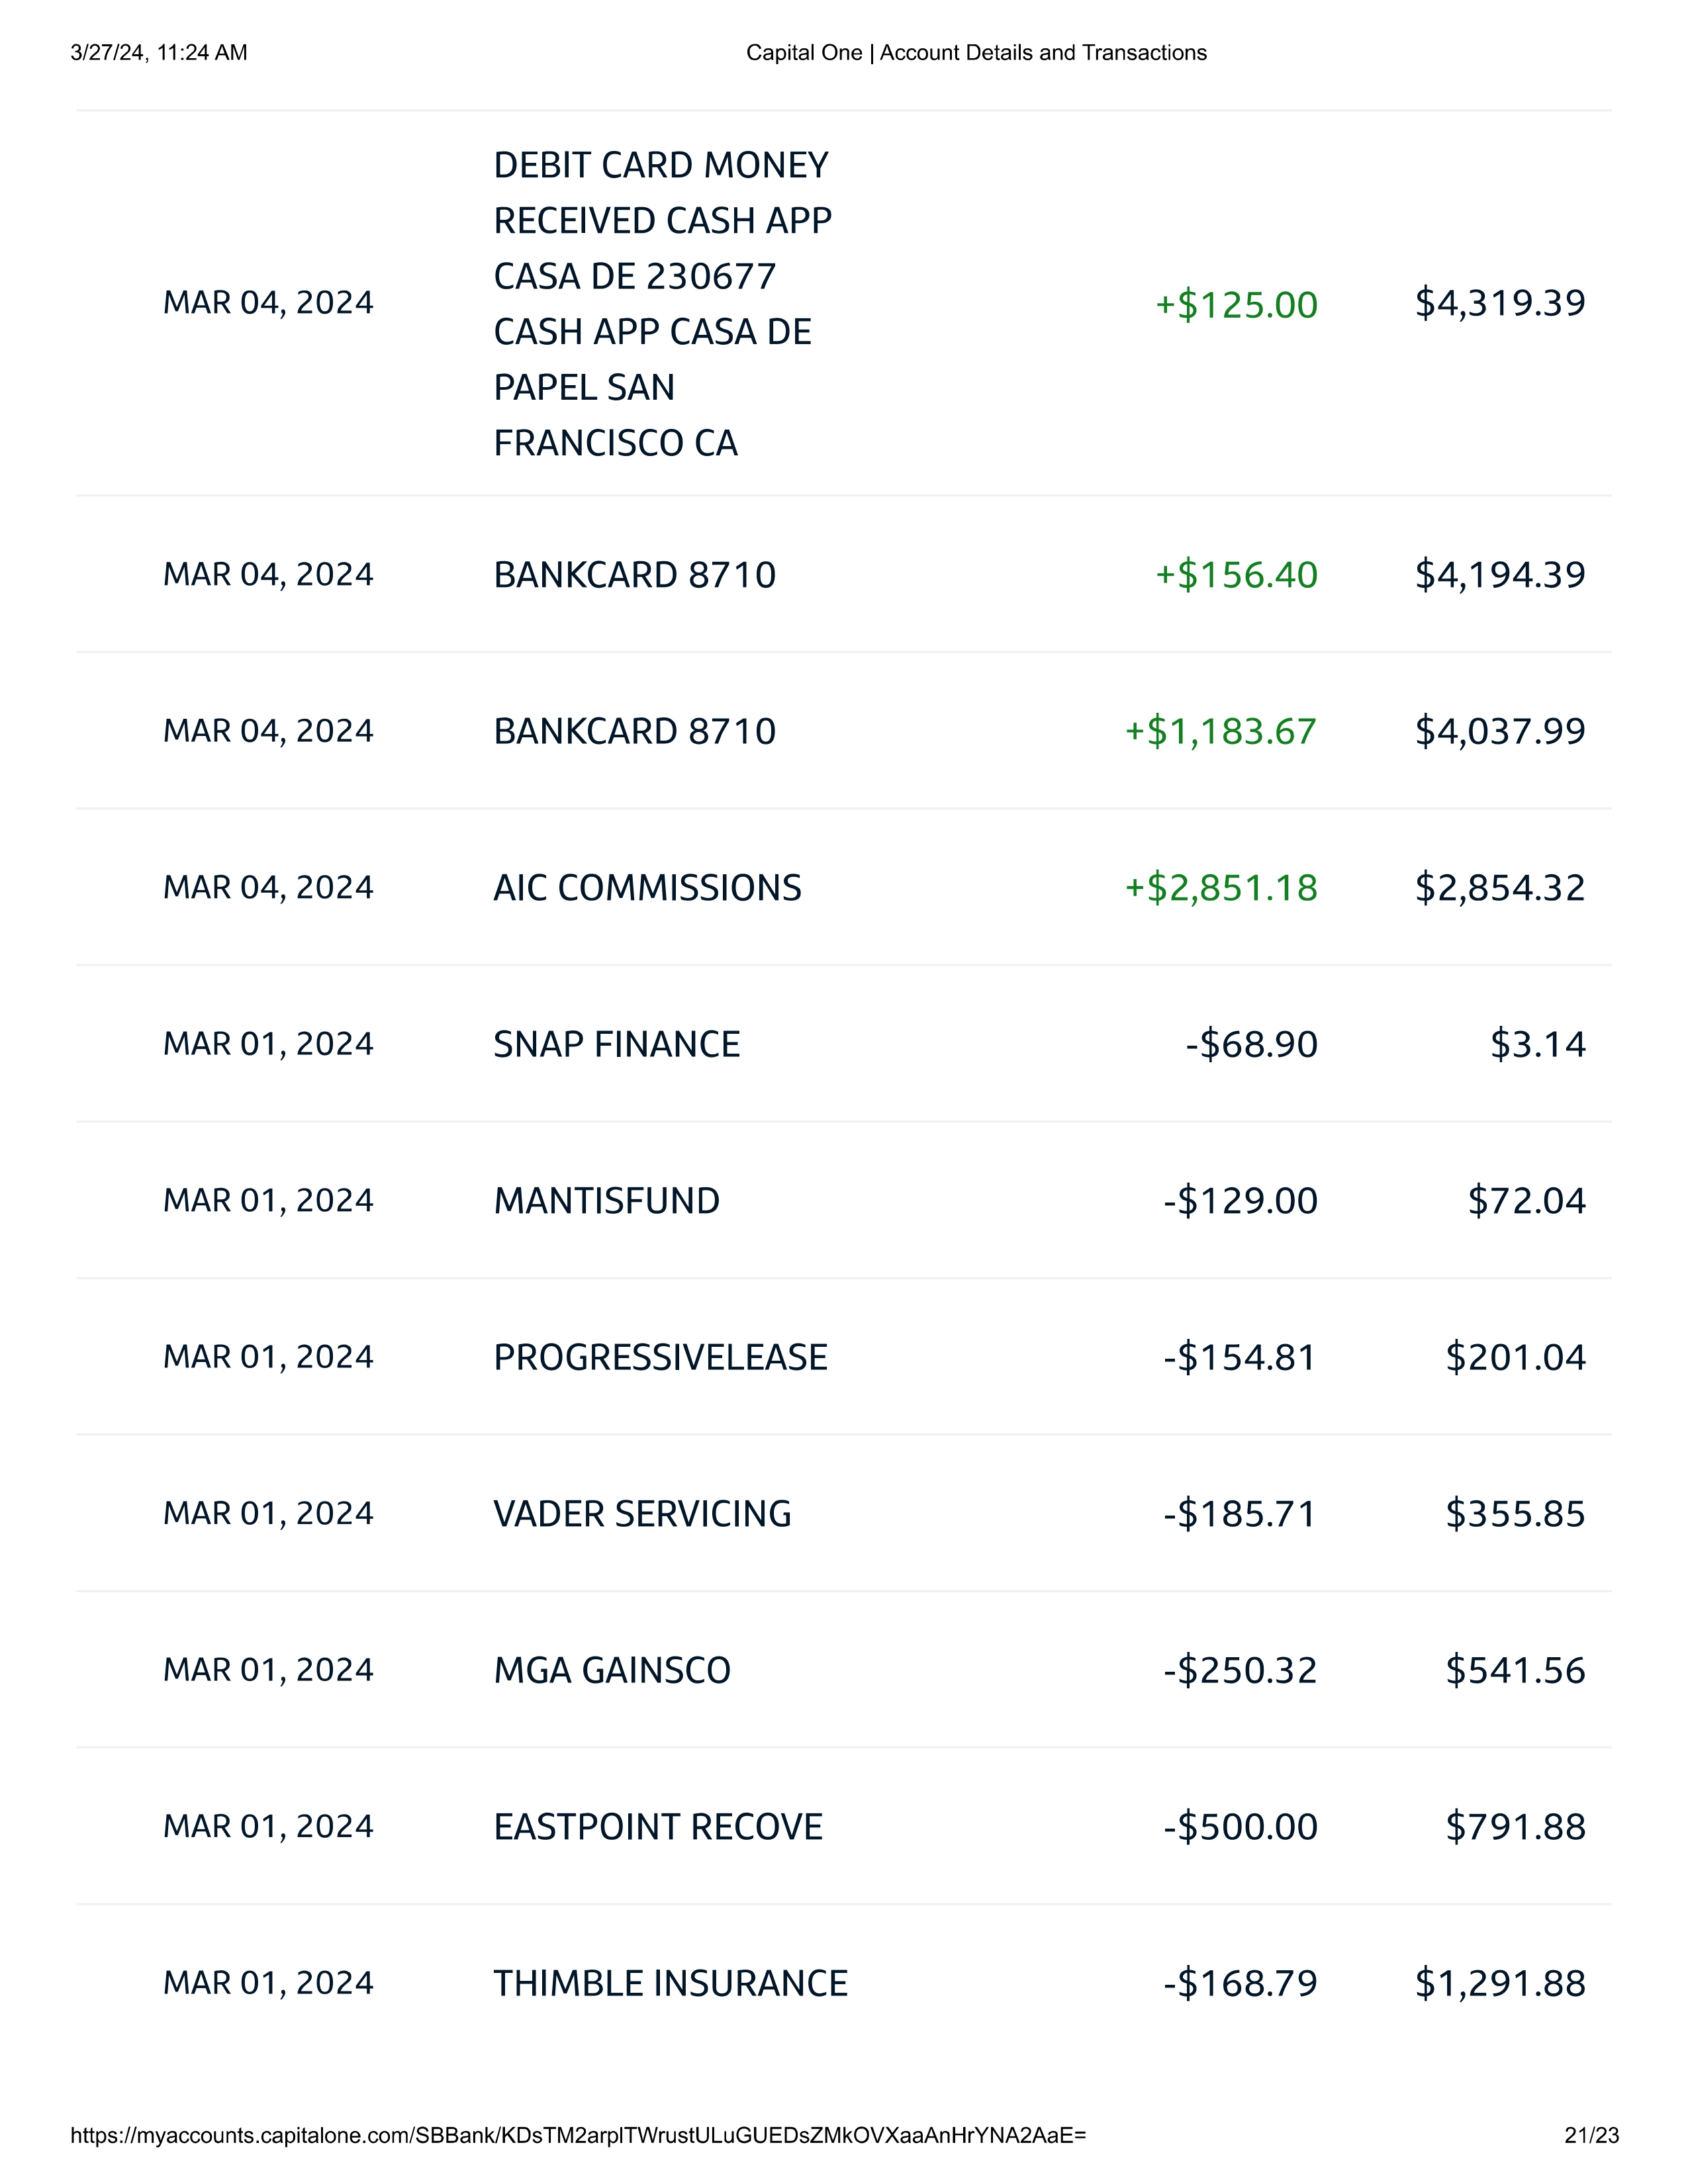 3/27/24, 11:24 AM Capital One | Account Details and Transactions
DEBIT CARD MONEY
RECEIVED CASH APP
CASA DE 230677
MAR 04, 2024 +$125.00 $4,319.39
CASH APP CASA DE
PAPEL SAN
FRANCISCO CA
MAR 04, 2024 BANKCARD 8710 +$156.40 $4,194.39
MAR 04, 2024 BANKCARD 8710 +$1,183.67 $4,037.99
MAR 04, 2024 AIC COMMISSIONS +$2,851.18 $2,854.32
MAR 01, 2024 SNAP FINANCE -$68.90 $3.14
MAR 01, 2024 MANTISFUND -$129.00 $72.04
MAR 01, 2024 PROGRESSIVELEASE -$154.81 $201.04
MAR 01, 2024 VADER SERVICING -$185.71 $355.85
MAR 01, 2024 MGA GAINSCO -$250.32 $541.56
MAR 01, 2024 EASTPOINT RECOVE -$500.00 $791.88
MAR 01, 2024 THIMBLE INSURANCE -$168.79 $1,291.88
https://myaccounts.capitalone.com/SBBank/KDsTM2arplTWrustULuGUEDsZMkOVXaaAnHrYNA2AaE= 21/23